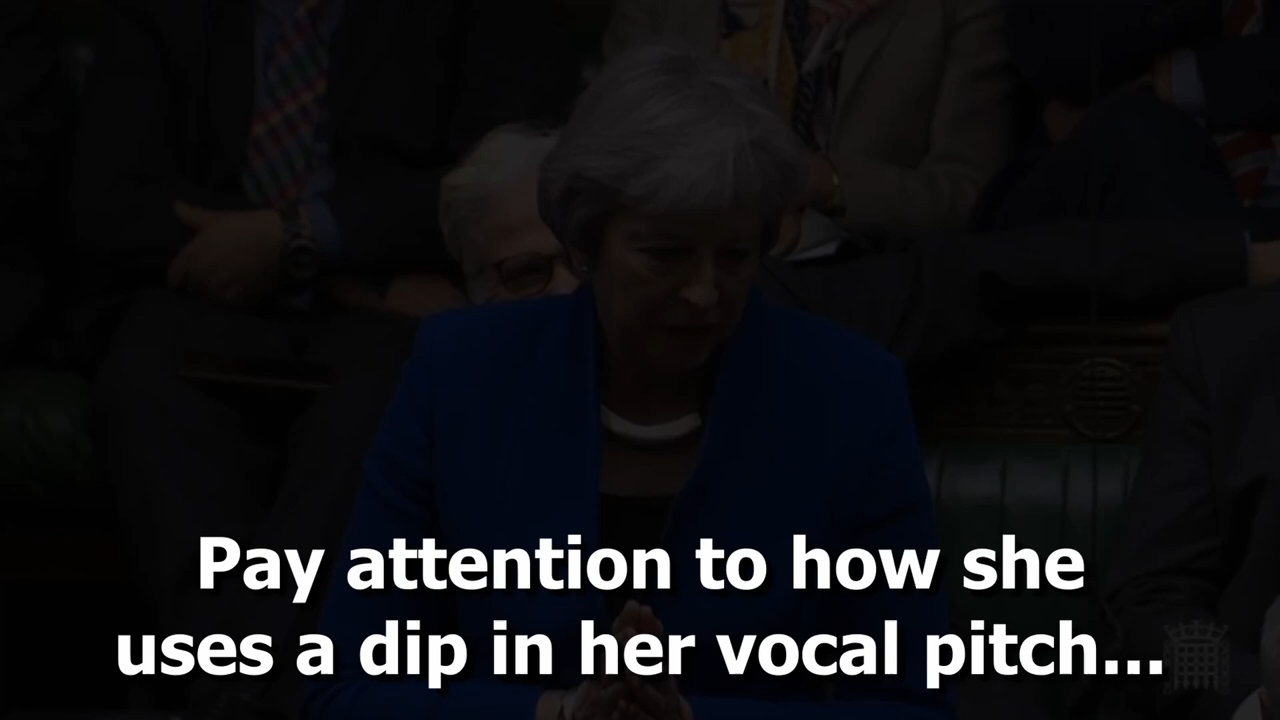 Pay attention to how she
uses a dip in her vocal pitch...